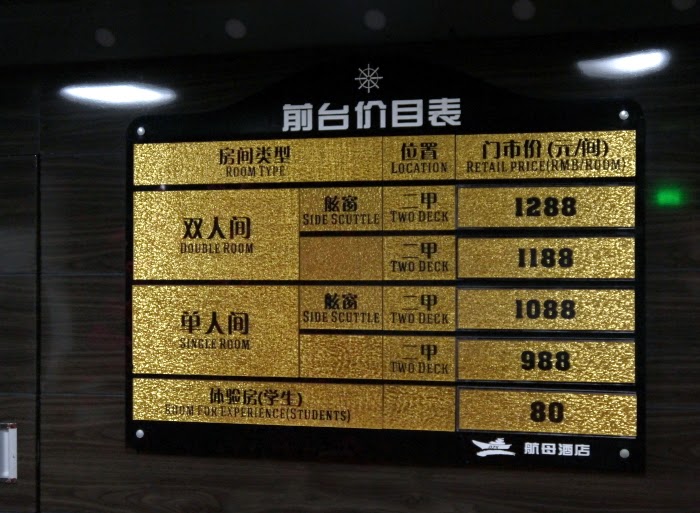 前台价目表
房间类型 位置 门市价(元/间)
ROOM TYPE LOCATION RETAIL PRICE(RMB/ROOM)
双人间 舷窗 二甲 1288
DOUBLE ROOM SIDE SCUTTLE TWO DECK
二甲 1188
TWO DECK
单人间 舷窗 二甲 1088
SINGLE ROOM SIDE SCUTTLE TWO DECK
二甲 988
TWO DECK
体验房(学生) 80
ROOM FOR EXPERIENCE(STUDENTS)
航母酒店